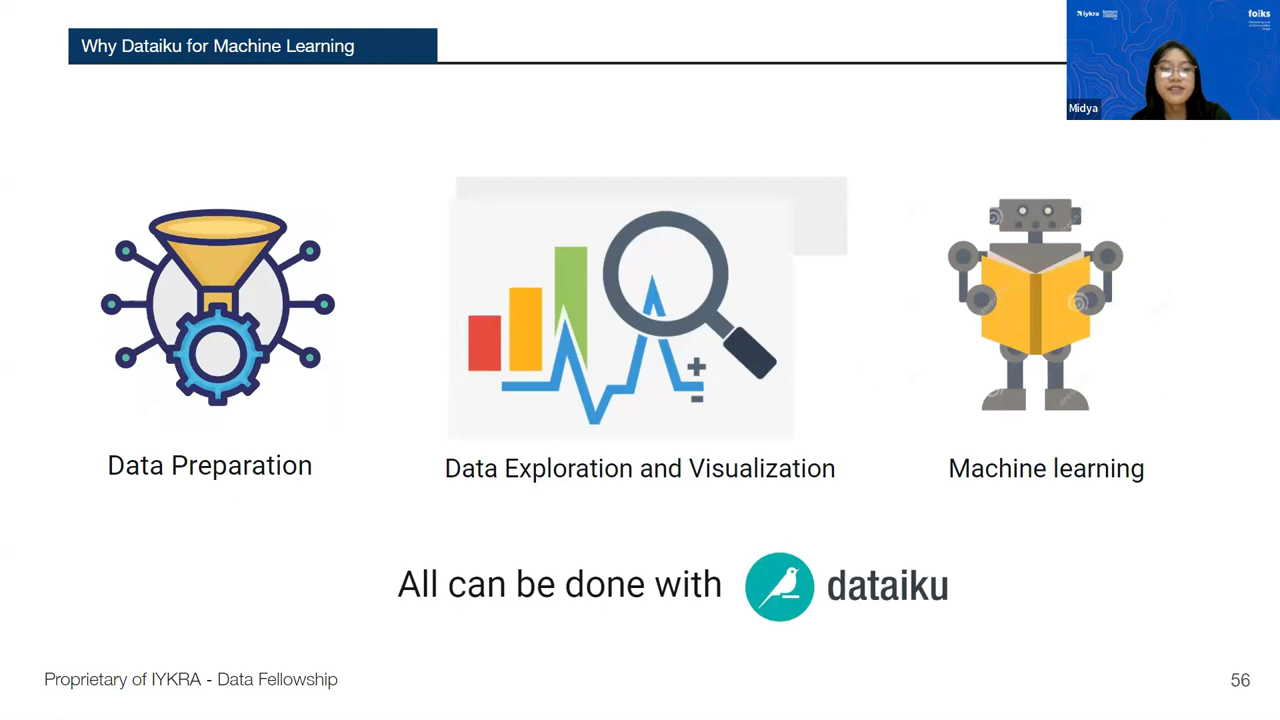 Why Dataiku for Machine Learning
iykra
foiks
Midya
Data Preparation
Data Exploration and Visualization
Machine learning
All can be done with
dataiku
Proprietary of IYKRA - Data Fellowship
56